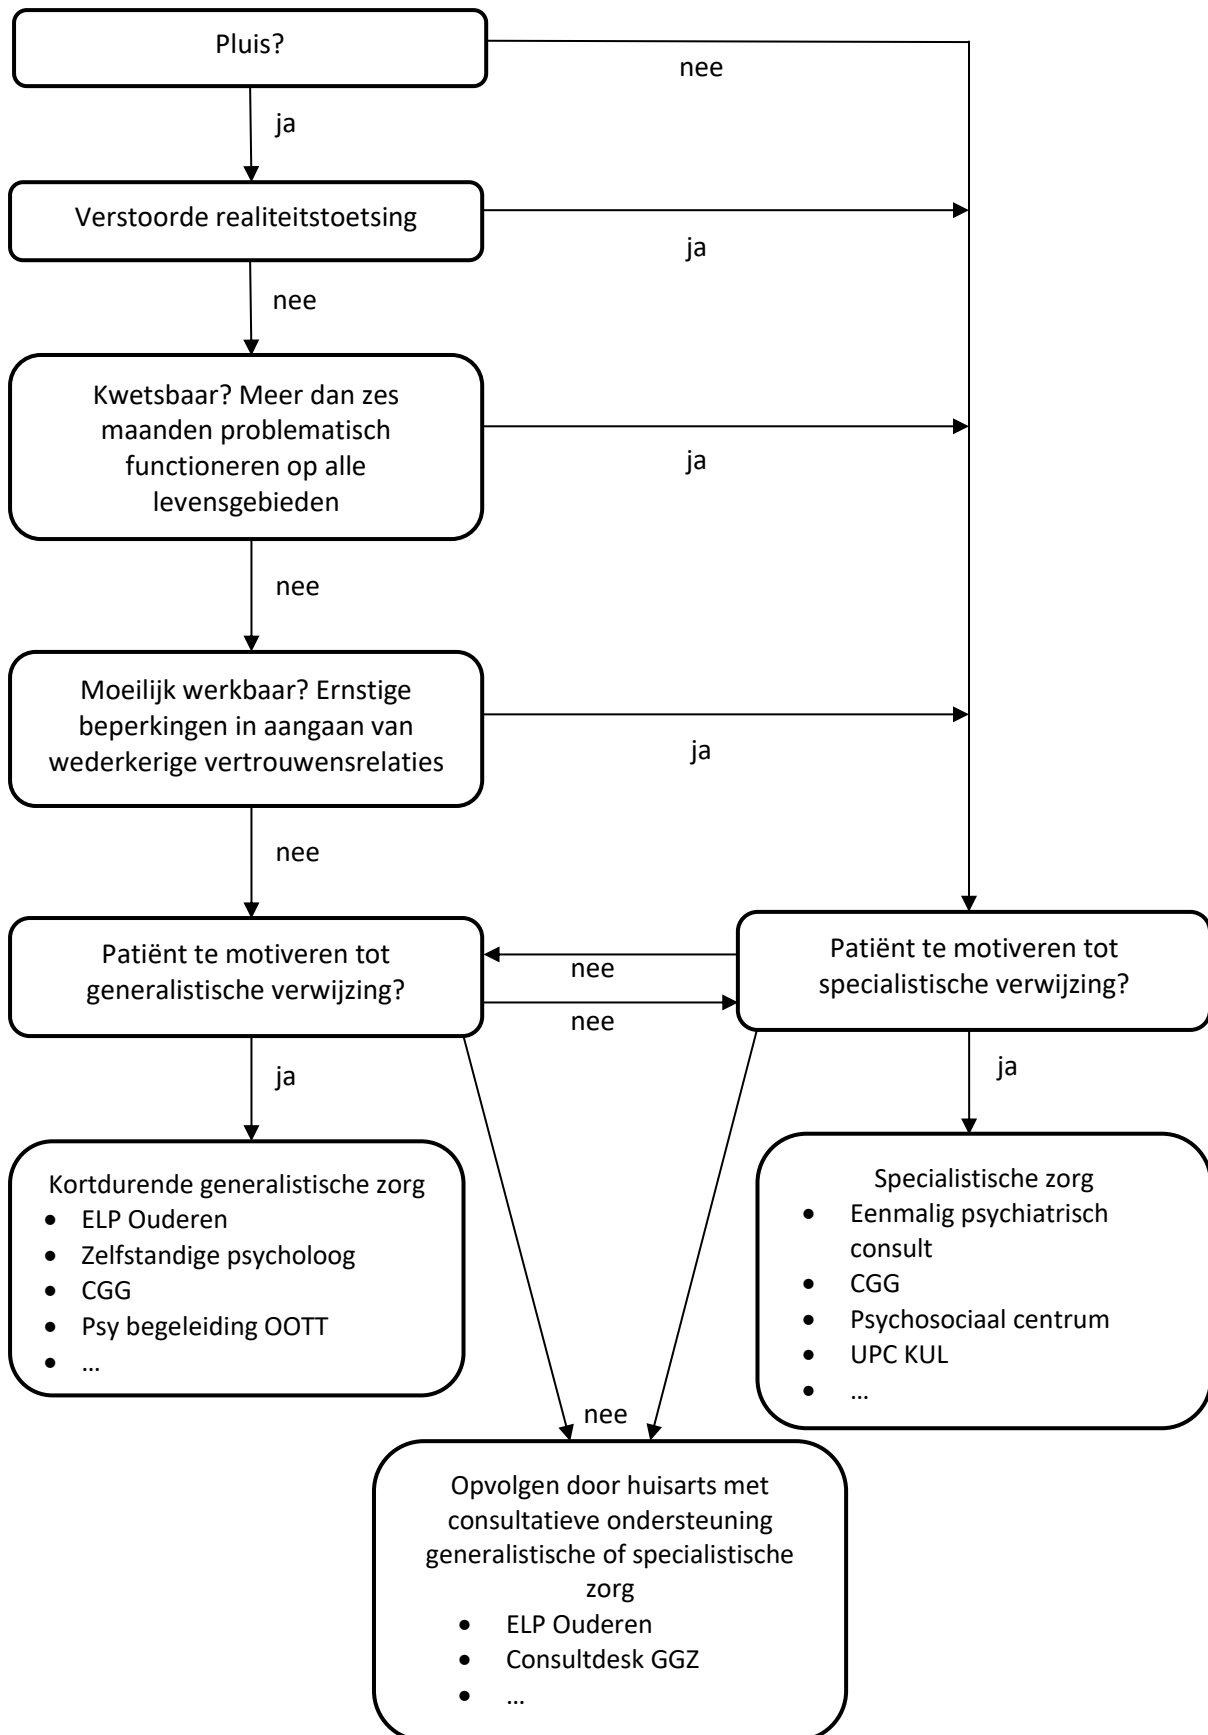 Pluis?
nee
ja
Verstoorde realiteitstoetsing
ja
nee
Kwetsbaar? Meer dan zes
maanden problematisch
functioneren op alle
levensgebieden
ja
nee
Moeilijk werkbaar? Ernstige
beperkingen in aangaan van
wederkerige vertrouwensrelaties
ja
nee
Patiënt te motiveren tot
generalistische verwijzing?
nee
nee
Patiënt te motiveren tot
specialistische verwijzing?
ja
ja
Kortdurende generalistische zorg
• ELP Ouderen
• Zelfstandige psycholoog
• CGG
• Psy begeleiding OOTT
• ...
Specialistische zorg
• Eenmalig psychiatrisch
consult
• CGG
• Psychosociaal centrum
• UPC KUL
• ...
nee
Opvolgen door huisarts met
consultatieve ondersteuning
generalistische of specialistische
zorg
• ELP Ouderen
• Consultdesk GGZ
• ...